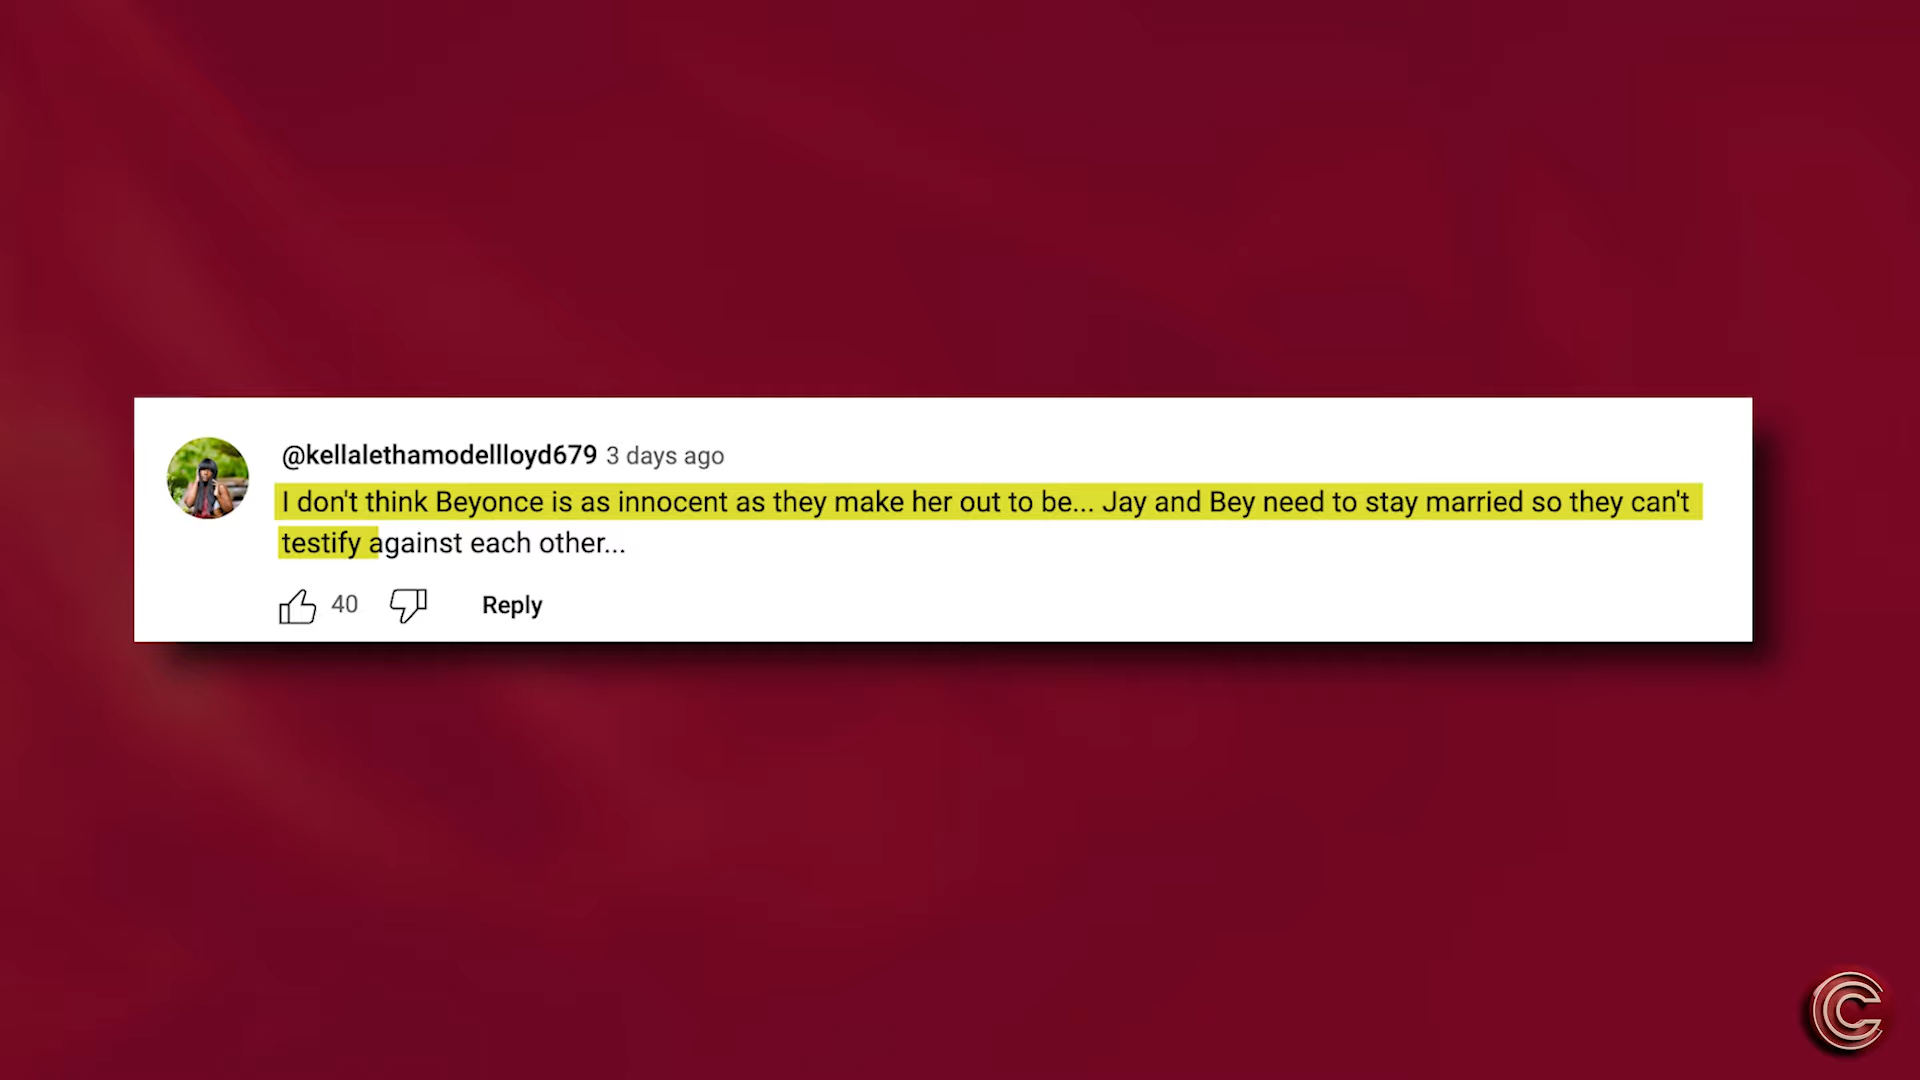 @kellalethamodellloyd679 3 days ago
I don't think Beyonce is as innocent as they make her out to be... Jay and Bey need to stay married so they can't
testify against each other...
40 Reply